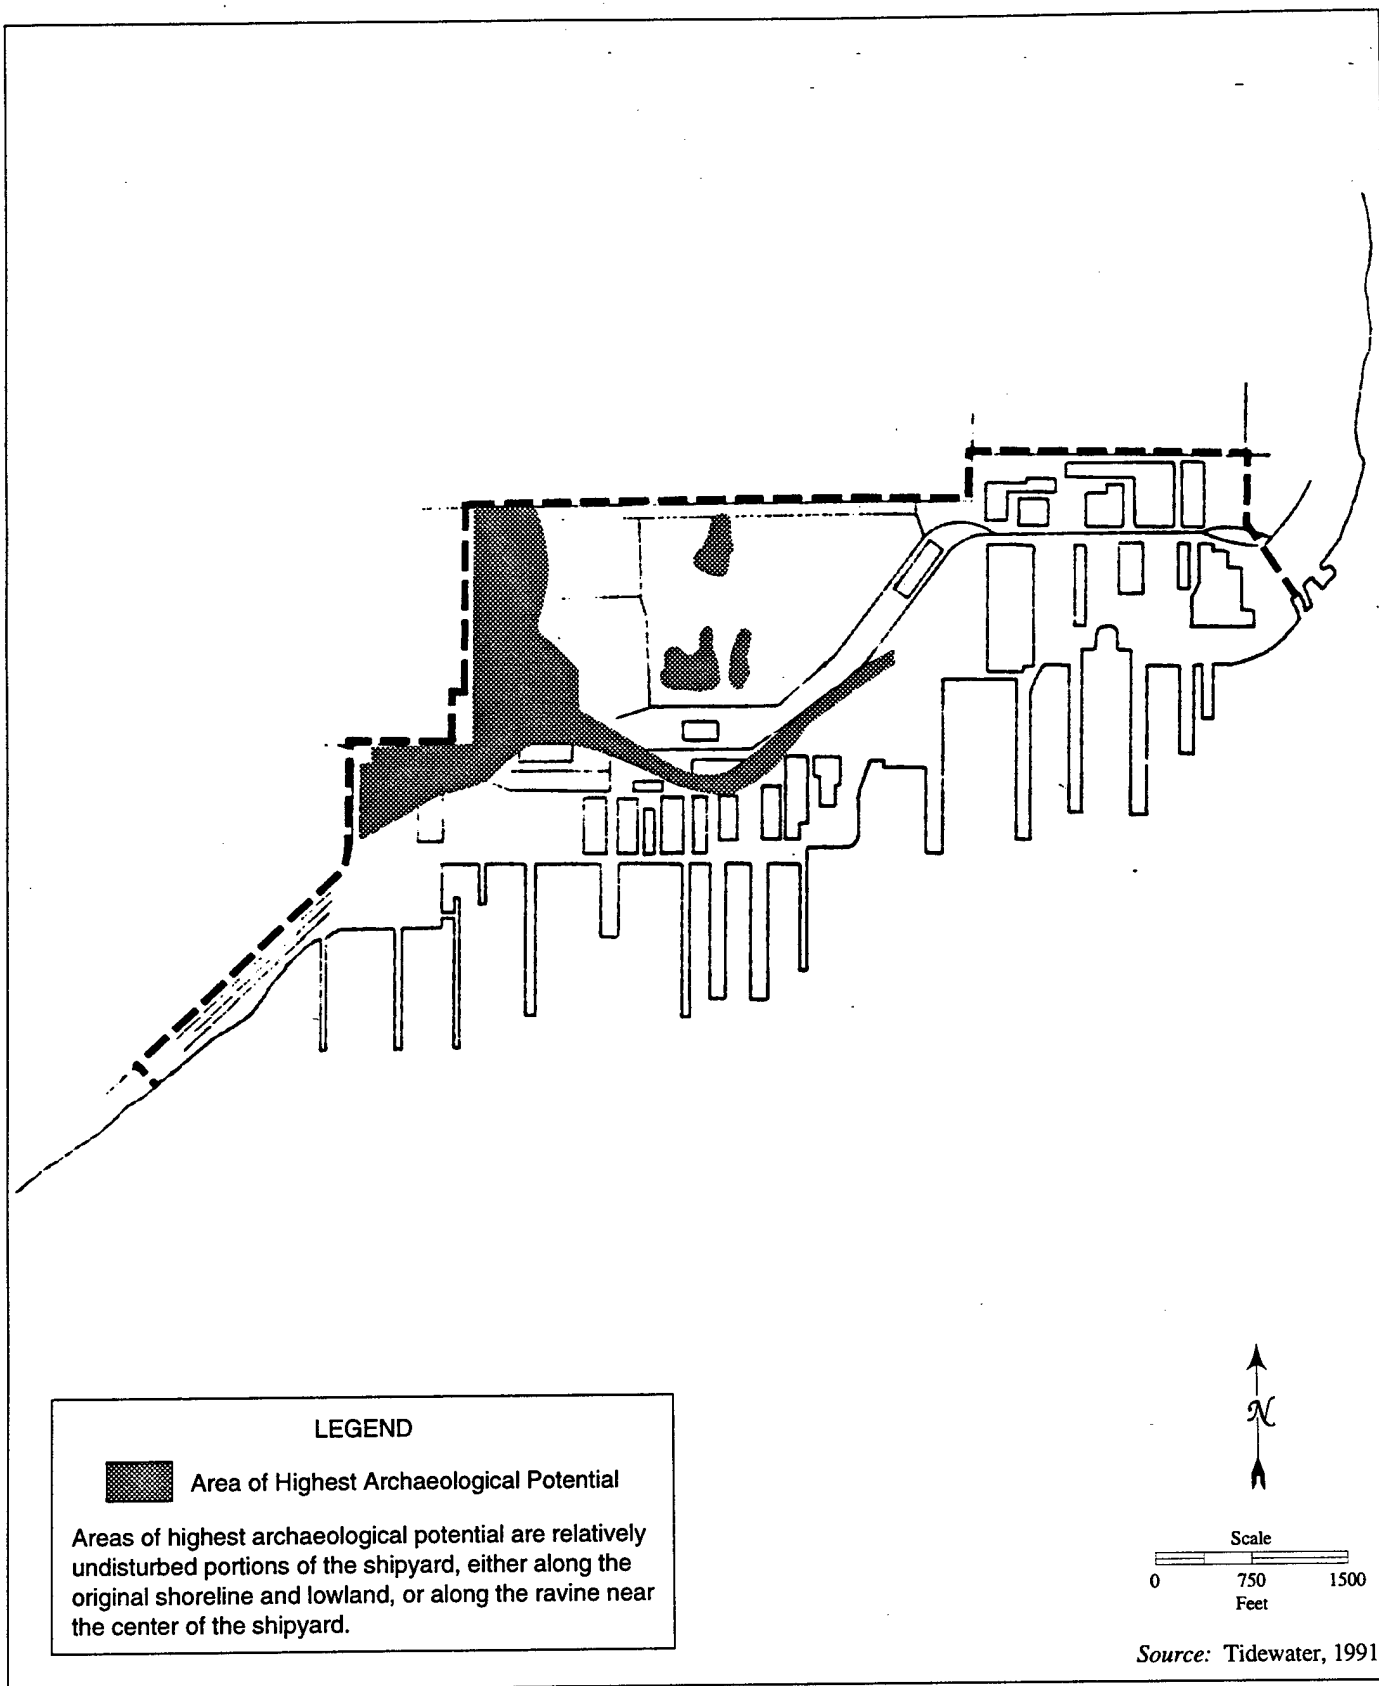 LEGEND
Area of Highest Archaeological Potential
Areas of highest archaeological potential are relatively
undisturbed portions of the shipyard, either along the
original shoreline and lowland, or along the ravine near
the center of the shipyard.
N
Scale
0 750 1500
Feet
Source: Tidewater, 1991